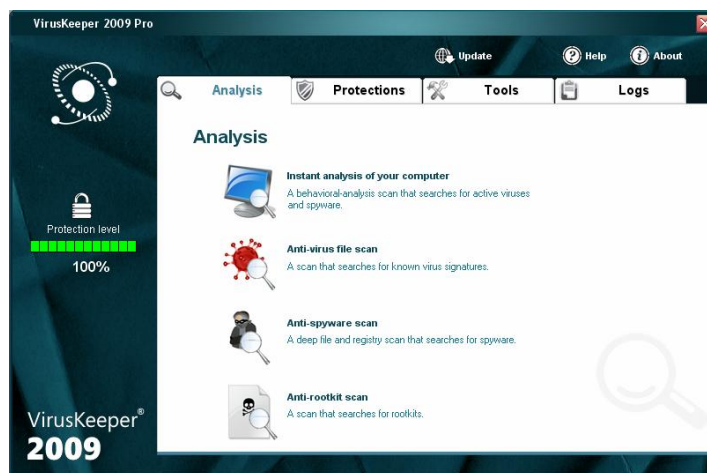 VirusKeeper 2009 Pro
Update
Help
About
Analysis
Protections
Tools
Logs
Analysis
Instant analysis of your computer
A behavioral-analysis scan that searches for active viruses
and spyware.
Protection level
100%
Anti-virus file scan
A scan that searches for known virus signatures.
Anti-spyware scan
A deep file and registry scan that searches for spyware.
Anti-rootkit scan
A scan that searches for rootkits.
VirusKeeper®
2009